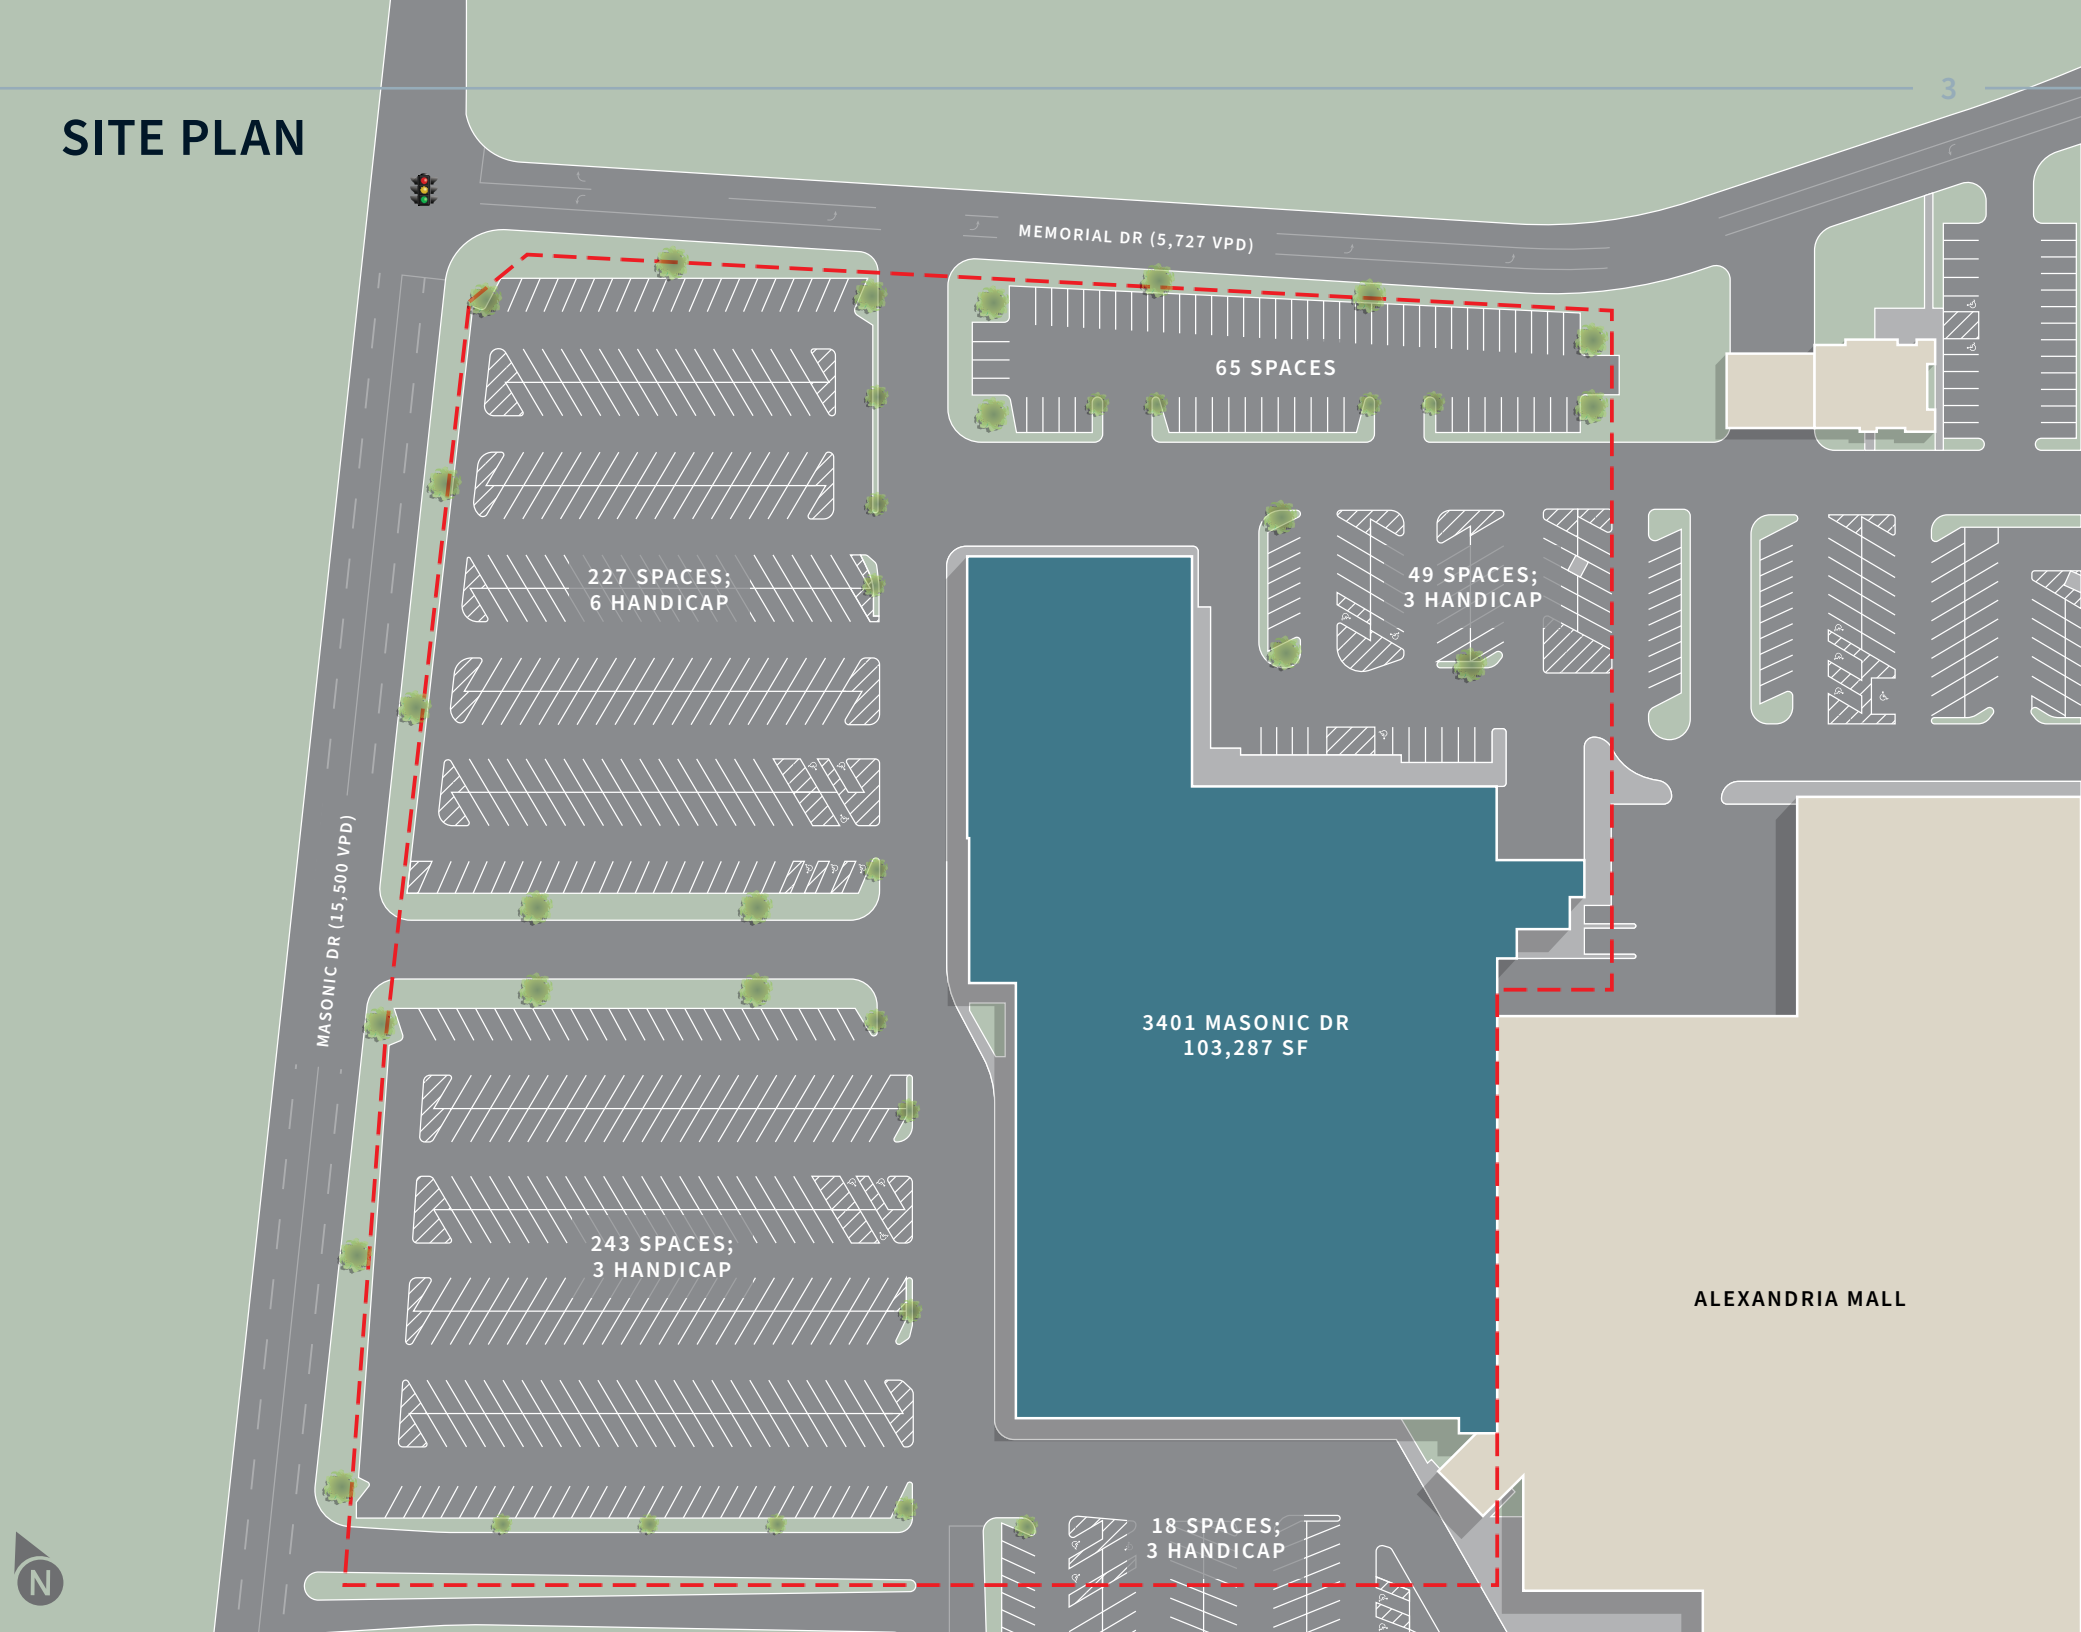 3
SITE PLAN
MEMORIAL DR (5,727 VPD)
65 SPACES
227 SPACES;
6 HANDICAP
49 SPACES;
3 HANDICAP
MASONIC DR (15,500 VPD)
3401 MASONIC DR
103,287 SF
243 SPACES;
3 HANDICAP
ALEXANDRIA MALL
18 SPACES;
3 HANDICAP
N